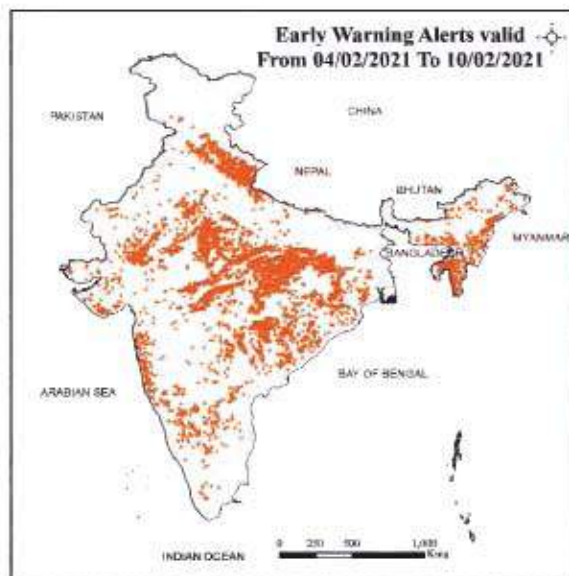 Early Warning Alerts valid
From 04/02/2021 To 10/02/2021
PAKISTAN
CHINA
NEPAL
BHUTAN
MYANMAR
BANGLADESH
BAY OF BENGAL
ARABIAN SEA
0 250 500 1,000
Kms
INDIAN OCEAN